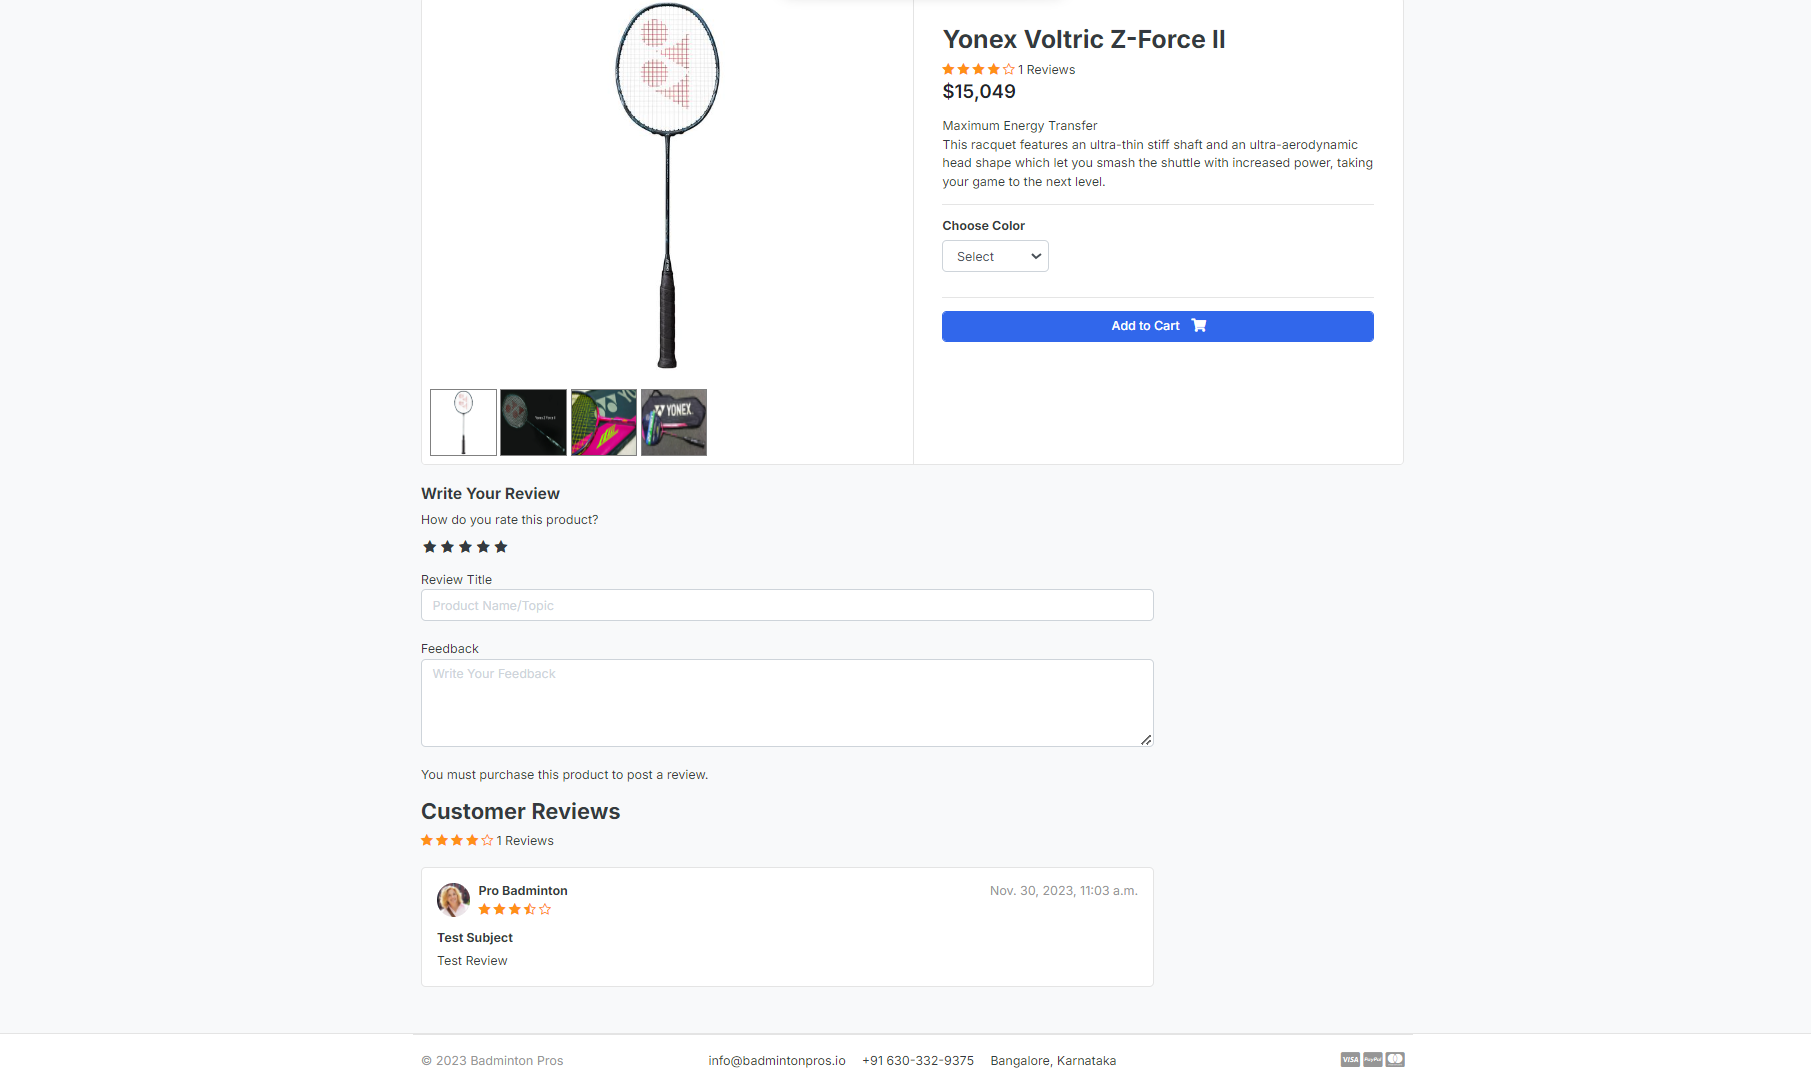 Yonex Voltric Z-Force II
1 Reviews
$15,049
Maximum Energy Transfer
This racquet features an ultra-thin stiff shaft and an ultra-aerodynamic
head shape which let you smash the shuttle with increased power, taking
your game to the next level.
Choose Color
Select
Add to Cart
YONEX
Write Your Review
How do you rate this product?
Review Title
Product Name/Topic
Feedback
Write Your Feedback
You must purchase this product to post a review.
Customer Reviews
1 Reviews
Pro Badminton
Nov. 30, 2023, 11:03 a.m.
Test Subject
Test Review
© 2023 Badminton Pros
info@badmintonpros.io
+91 630-332-9375
Bangalore, Karnataka
VISA
PayPal